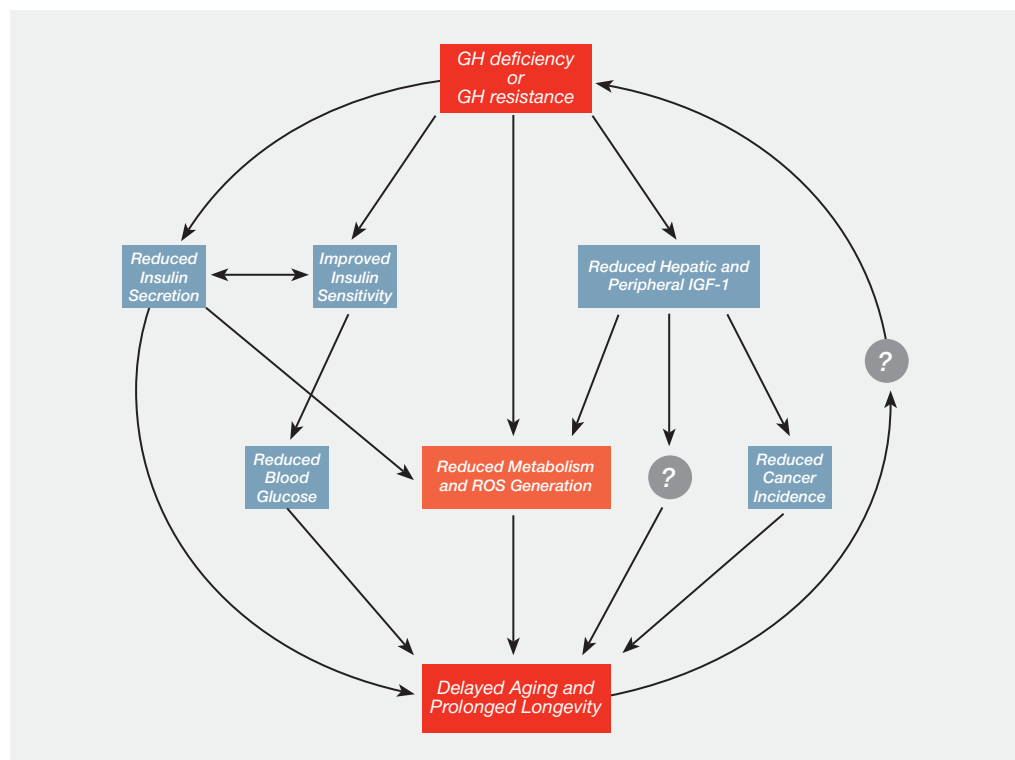 GH deficiency
or
GH resistance
Reduced
Insulin
Secretion
Improved
Insulin
Sensitivity
Reduced Hepatic and
Peripheral IGF-1
?
Reduced
Blood
Glucose
Reduced Metabolism
and ROS Generation
?
Reduced
Cancer
Incidence
Delayed Aging and
Prolonged Longevity